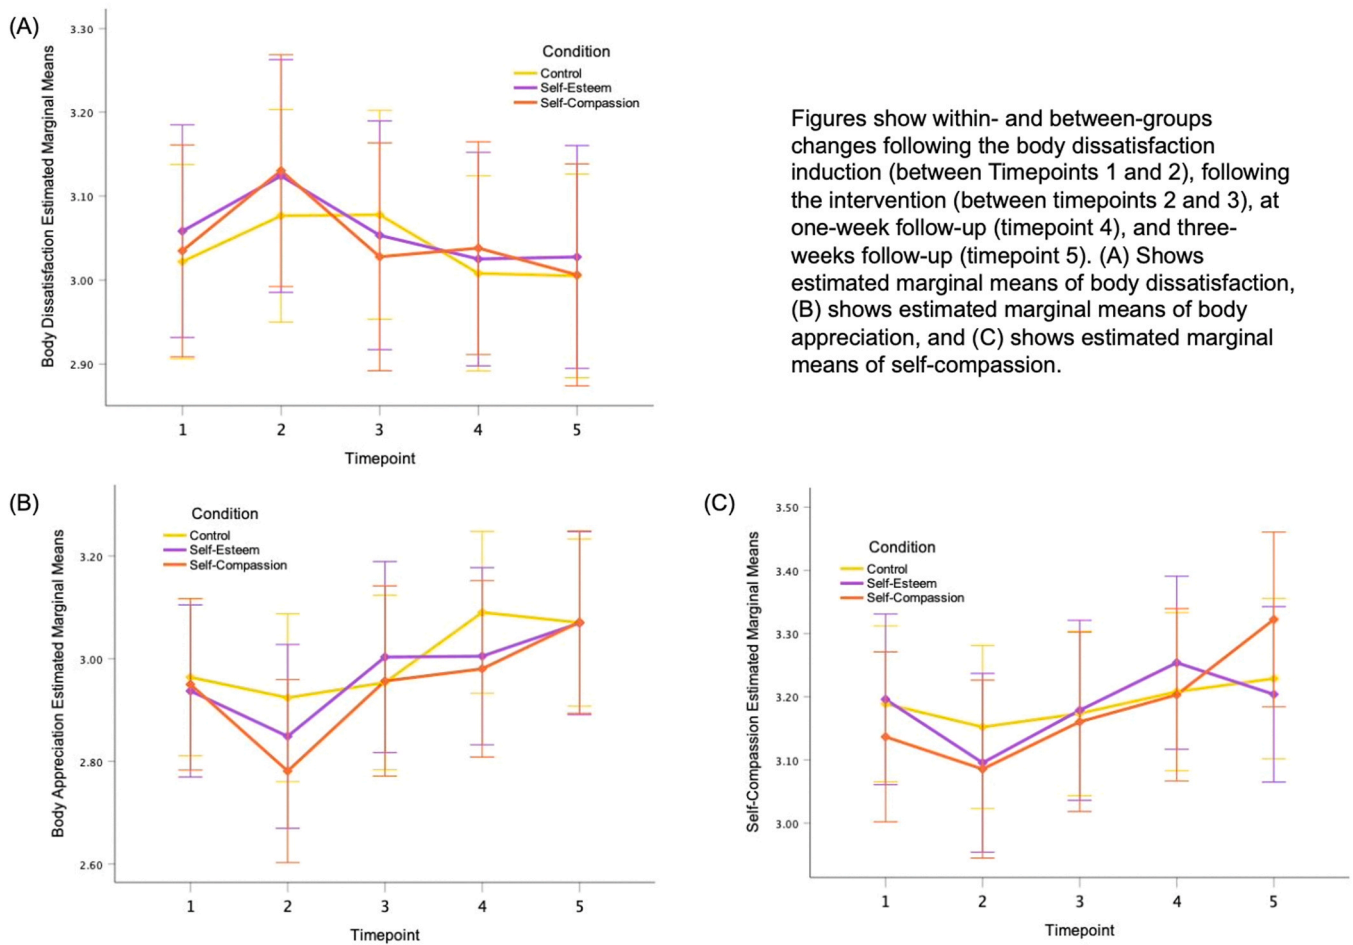 (A)
Body Dissatisfaction Estimated Marginal Means
3.30
3.20
3.10
3.00
2.90
Condition
Control
Self-Esteem
Self-Compassion
1 2 3 4 5
Timepoint
Figures show within- and between-groups
changes following the body dissatisfaction
induction (between Timepoints 1 and 2), following
the intervention (between timepoints 2 and 3), at
one-week follow-up (timepoint 4), and three-
weeks follow-up (timepoint 5). (A) Shows
estimated marginal means of body dissatisfaction,
(B) shows estimated marginal means of body
appreciation, and (C) shows estimated marginal
means of self-compassion.
(B)
Body Appreciation Estimated Marginal Means
3.20
3.00
2.80
2.60
Condition
Control
Self-Esteem
Self-Compassion
1 2 3 4 5
Timepoint
(C)
Self-Compassion Estimated Marginal Means
3.50
3.40
3.30
3.20
3.10
3.00
Condition
Control
Self-Esteem
Self-Compassion
1 2 3 4 5
Timepoint